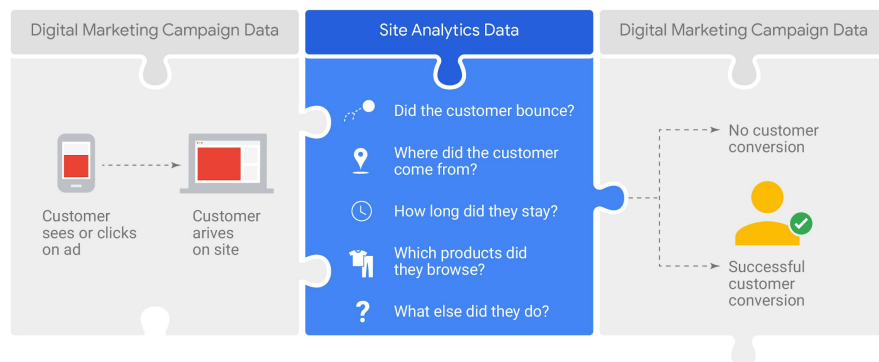 Digital Marketing Campaign Data
Site Analytics Data
Digital Marketing Campaign Data
Customer
sees or clicks
on ad
Customer
arives
on site
Did the customer bounce?
Where did the customer
come from?
How long did they stay?
Which products did
they browse?
What else did they do?
No customer
conversion
Successful
customer
conversion